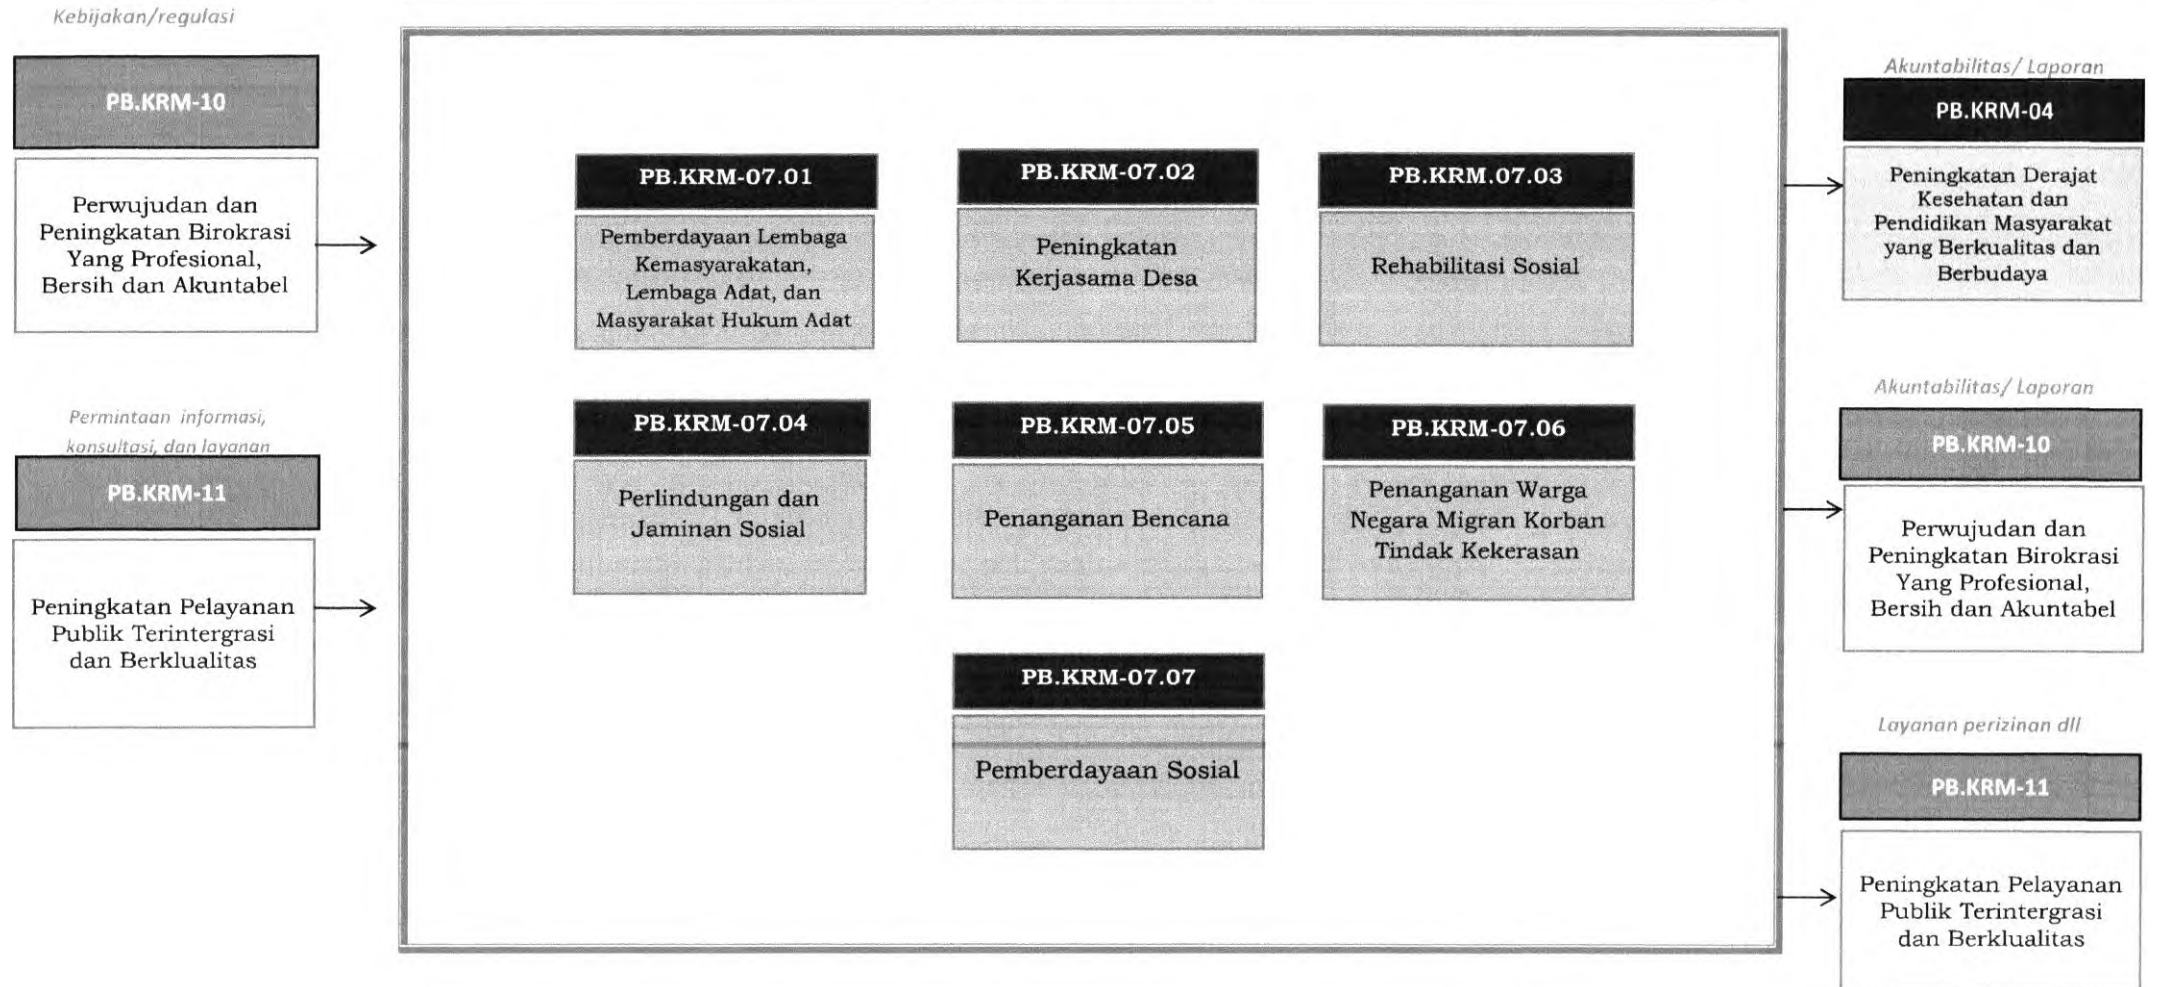 Kebijakan/regulasi
PB.KRM-10
Perwujudan dan
Peningkatan Birokrasi
Yang Profesional,
Bersih dan Akuntabel
Permintaan informasi,
konsultasi, dan layanan
PB.KRM-11
Peningkatan Pelayanan
Publik Terintergrasi
dan Berklualitas
PB.KRM-07.01
Pemberdayaan Lembaga
Kemasyarakatan,
Lembaga Adat, dan
Masyarakat Hukum Adat
PB.KRM-07.02
Peningkatan
Kerjasama Desa
PB.KRM.07.03
Rehabilitasi Sosial
PB.KRM-07.04
Perlindungan dan
Jaminan Sosial
PB.KRM-07.05
Penanganan Bencana
PB.KRM-07.06
Penanganan Warga
Negara Migran Korban
Tindak Kekerasan
PB.KRM-07.07
Pemberdayaan Sosial
Akuntabilitas/ Laporan
PB.KRM-04
Peningkatan Derajat
Kesehatan dan
Pendidikan Masyarakat
yang Berkualitas dan
Berbudaya
Akuntabilitas/ Laporan
PB.KRM-10
Perwujudan dan
Peningkatan Birokrasi
Yang Profesional,
Bersih dan Akuntabel
Layanan perizinan dll
PB.KRM-11
Peningkatan Pelayanan
Publik Terintergrasi
dan Berklualitas